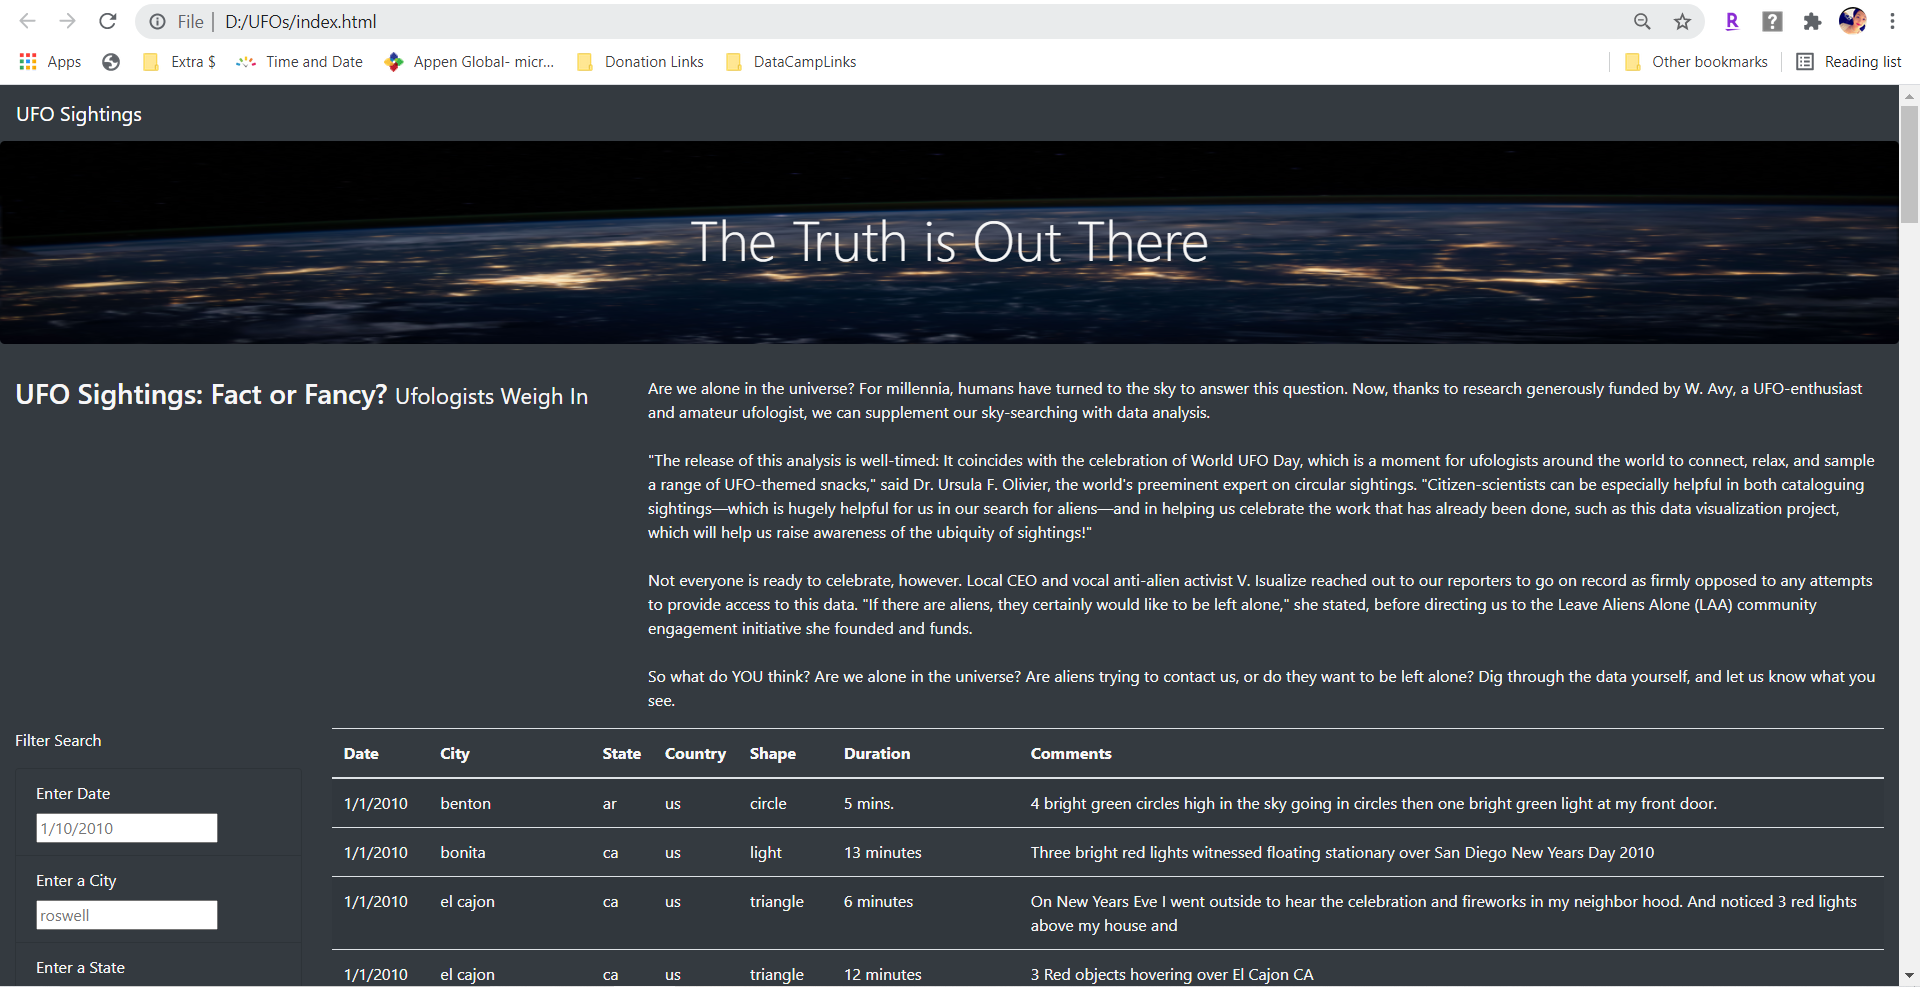 File | D:/UFOs/index.html
Apps Extra $ Time and Date Appen Global- micr... Donation Links DataCampLinks Other bookmarks Reading list
UFO Sightings
The Truth is Out There
UFO Sightings: Fact or Fancy? Ufologists Weigh In
Are we alone in the universe? For millennia, humans have turned to the sky to answer this question. Now, thanks to research generously funded by W. Avy, a UFO-enthusiast
and amateur ufologist, we can supplement our sky-searching with data analysis.
"The release of this analysis is well-timed: It coincides with the celebration of World UFO Day, which is a moment for ufologists around the world to connect, relax, and sample
a range of UFO-themed snacks," said Dr. Ursula F. Olivier, the world's preeminent expert on circular sightings. "Citizen-scientists can be especially helpful in both cataloguing
sightings—which is hugely helpful for us in our search for aliens—and in helping us celebrate the work that has already been done, such as this data visualization project,
which will help us raise awareness of the ubiquity of sightings!"
Not everyone is ready to celebrate, however. Local CEO and vocal anti-alien activist V. Isualize reached out to our reporters to go on record as firmly opposed to any attempts
to provide access to this data. "If there are aliens, they certainly would like to be left alone," she stated, before directing us to the Leave Aliens Alone (LAA) community
engagement initiative she founded and funds.
So what do YOU think? Are we alone in the universe? Are aliens trying to contact us, or do they want to be left alone? Dig through the data yourself, and let us know what you
see.
Filter Search
Enter Date
1/10/2010
Enter a City
roswell
Enter a State
Date City State Country Shape Duration Comments
1/1/2010 benton ar us circle 5 mins. 4 bright green circles high in the sky going in circles then one bright green light at my front door.
1/1/2010 bonita ca us light 13 minutes Three bright red lights witnessed floating stationary over San Diego New Years Day 2010
1/1/2010 el cajon ca us triangle 6 minutes On New Years Eve I went outside to hear the celebration and fireworks in my neighbor hood. And noticed 3 red lights
above my house and
1/1/2010 el cajon ca us triangle 12 minutes 3 Red objects hovering over El Cajon CA